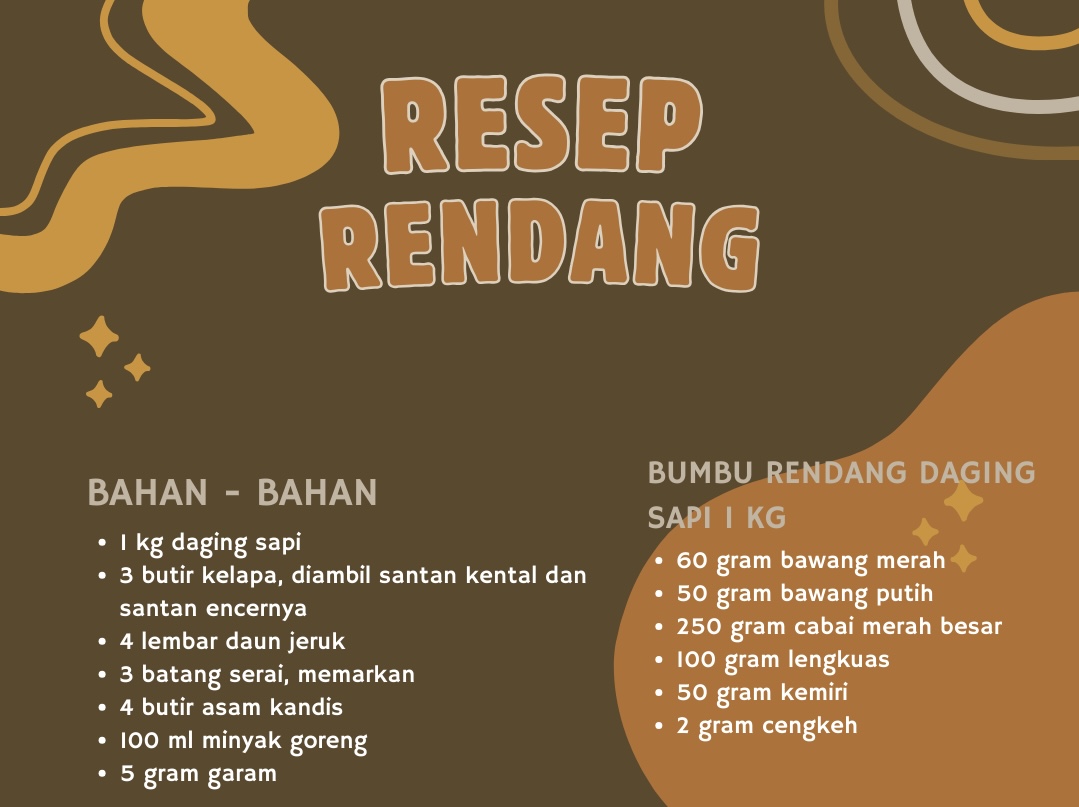 RESEP
RENDANG
BAHAN - BAHAN
• 1 kg daging sapi
• 3 butir kelapa, diambil santan kental dan
santan encernya
• 4 lembar daun jeruk
• 3 batang serai, memarkan
• 4 butir asam kandis
• 100 ml minyak goreng
• 5 gram garam
BUMBU RENDANG DAGING
SAPI 1 KG
• 60 gram bawang merah
• 50 gram bawang putih
• 250 gram cabai merah besar
• 100 gram lengkuas
• 50 gram kemiri
• 2 gram cengkeh